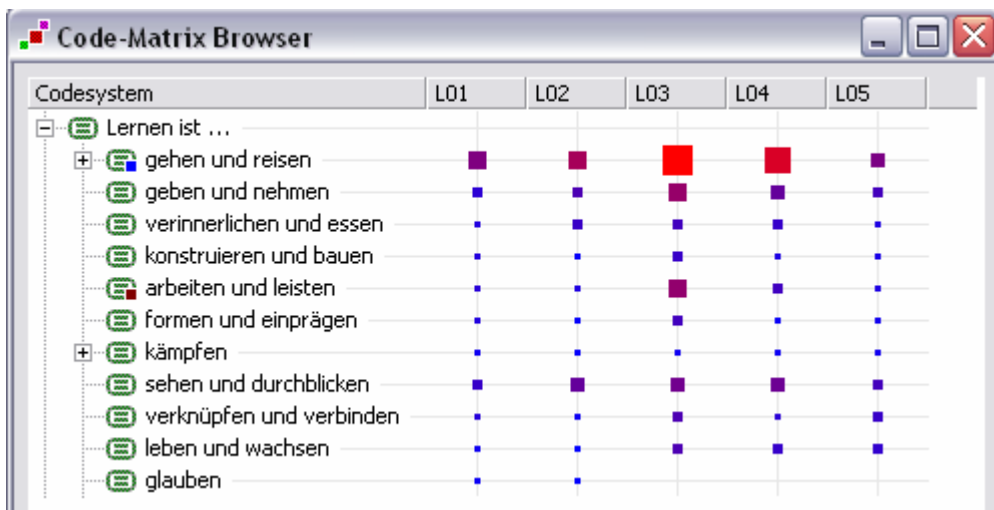 Code-Matrix Browser
Codesystem L01 L02 L03 L04 L05
Lernen ist ...
gehen und reisen
geben und nehmen
verinnerlichen und essen
konstruieren und bauen
arbeiten und leisten
formen und einprägen
kämpfen
sehen und durchblicken
verknüpfen und verbinden
leben und wachsen
glauben